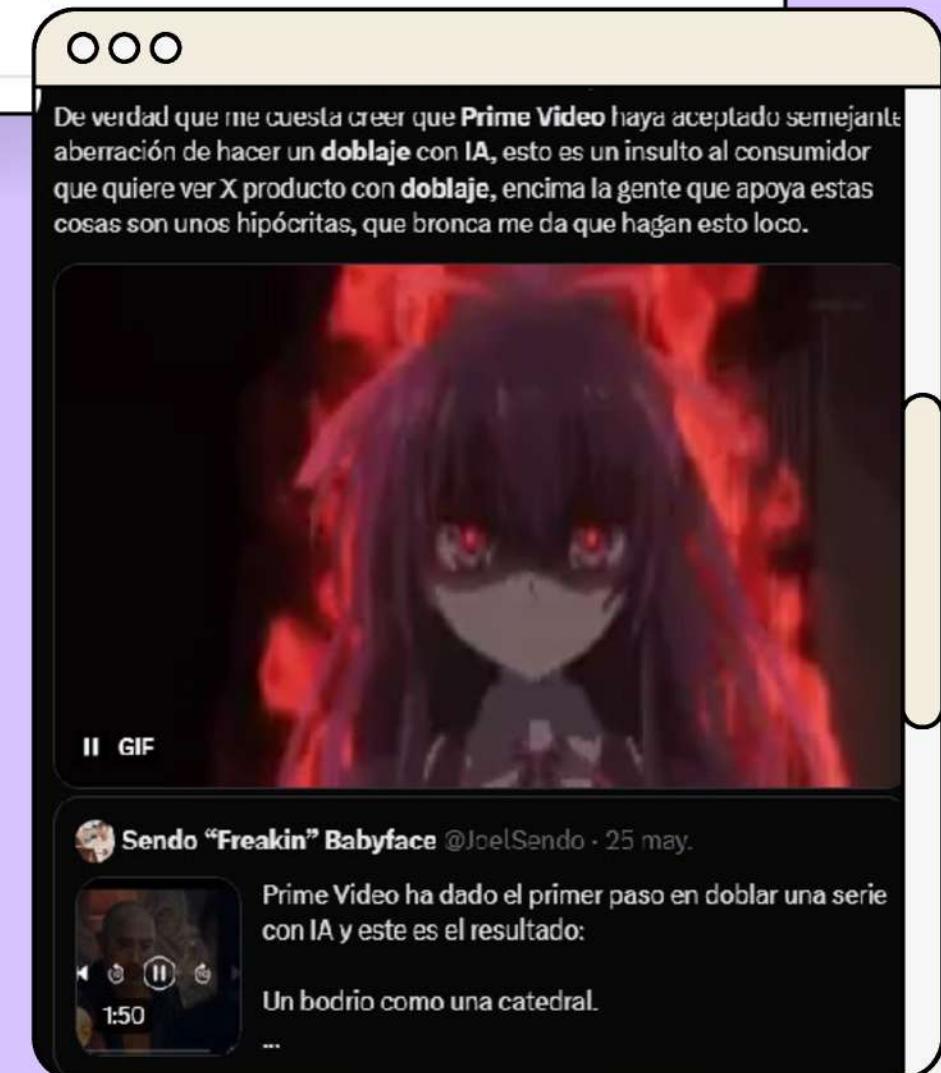 De verdad que me cuesta creer que Prime Video haya aceptado semejante
aberración de hacer un doblaje con IA, esto es un insulto al consumidor
que quiere ver X producto con doblaje, encima la gente que apoya estas
cosas son unos hipócritas, que bronca me da que hagan esto loco.
GIF
Sendo “Freakin” Babyface @JoelSendo · 25 may.
Prime Video ha dado el primer paso en doblar una serie
con IA y este es el resultado:
1:50
Un bodrio como una catedral.
...